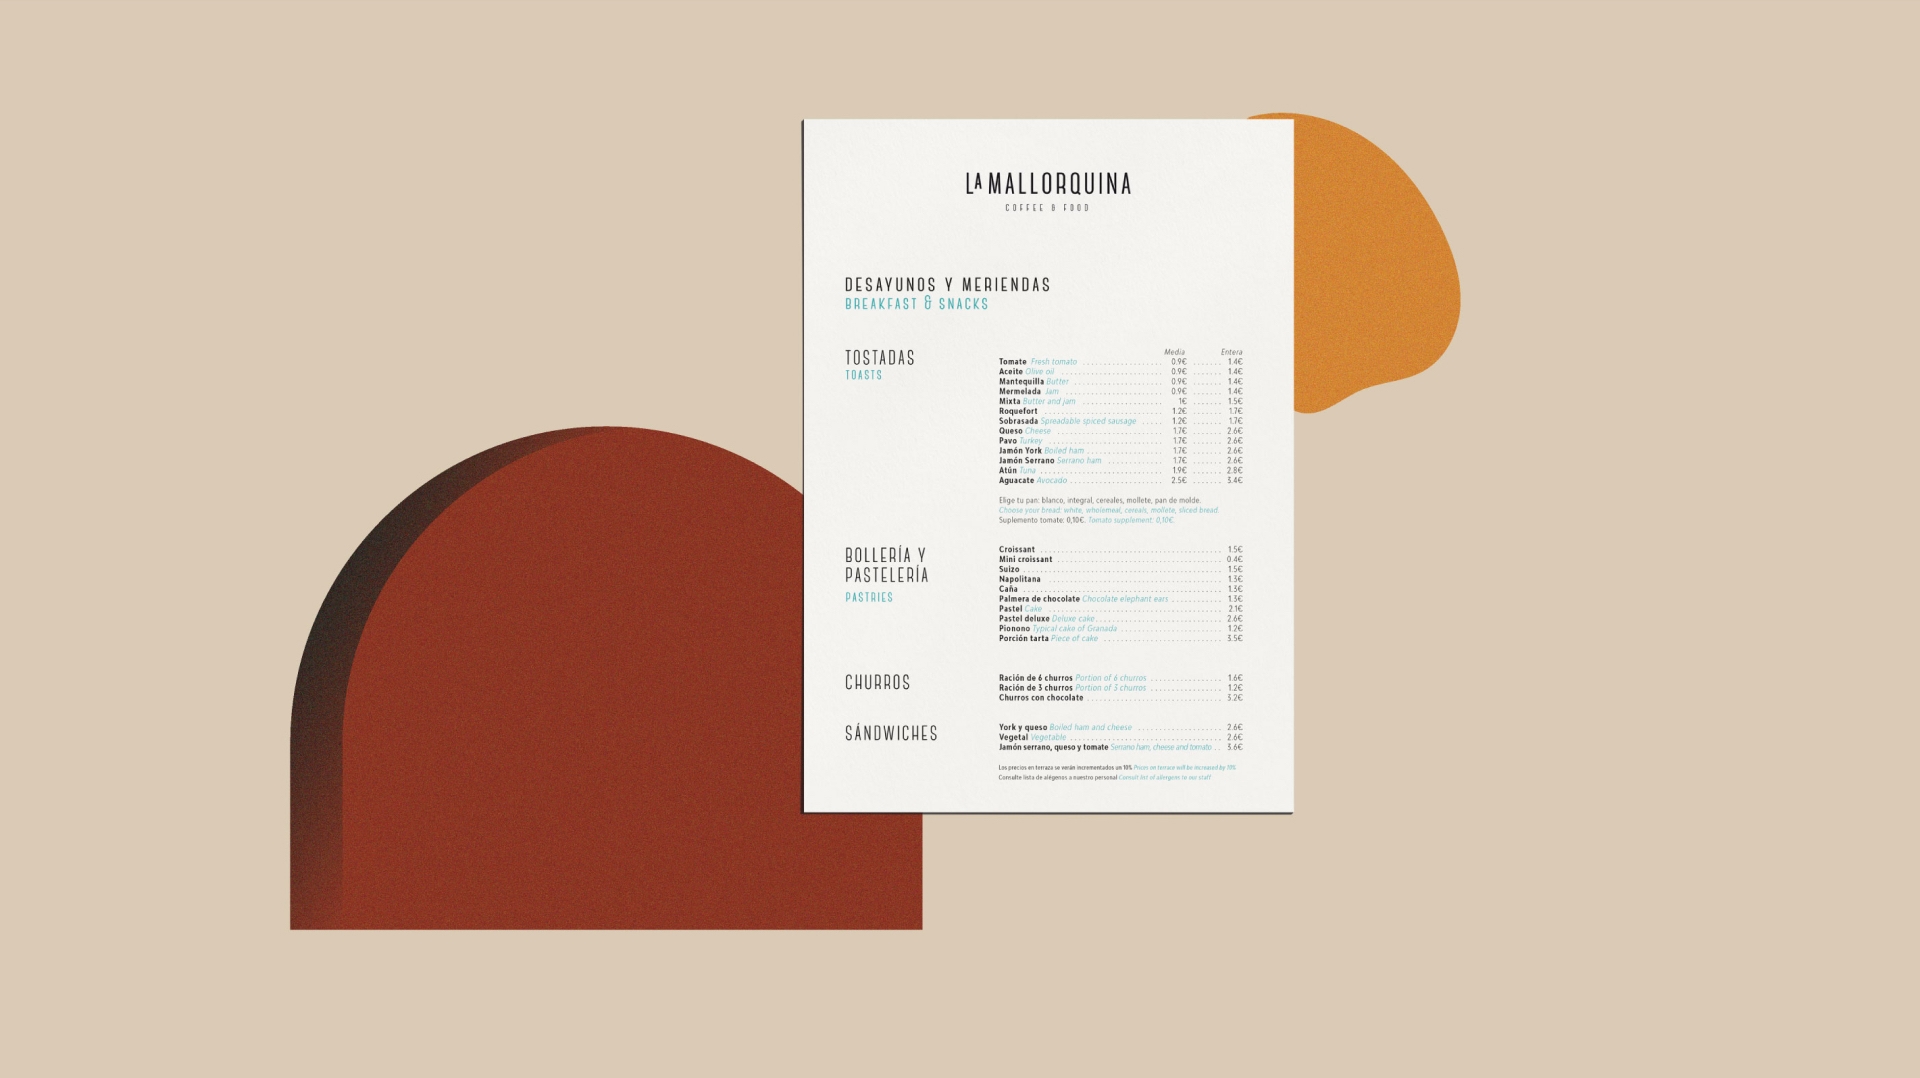 LA MALLORQUINA
COFFEE & FOOD
DESAYUNOS Y MERIENDAS
BREAKFAST & SNACKS
TOSTADAS
TOASTS
Media Entera
Tomate Fresh tomato 0.9€ 1.4€
Aceite Olive oil 0.9€ 1.4€
Mantequilla Butter 0.9€ 1.4€
Mermelada Jam 0.9€ 1.4€
Mixta Butter and jam 1€ 1.5€
Roquefort 1.2€ 1.7€
Sobrasada Spreadable spiced sausage 1.2€ 1.7€
Queso Cheese 1.7€ 2.6€
Pavo Turkey 1.7€ 2.6€
Jamón York Boiled ham 1.7€ 2.6€
Jamón Serrano Serrano ham 1.7€ 2.6€
Atún Tuna 1.9€ 2.8€
Aguacate Avocado 2.5€ 3.4€
Elige tu pan: blanco, integral, cereales, mollete, pan de molde.
Choose your bread: white, wholemeal, cereals, mollete, sliced bread.
Suplemento tomate: 0,10€. Tomato supplement: 0,10€.
BOLLERÍA Y
PASTELERÍA
PASTRIES
Croissant 1.5€
Mini croissant 0.4€
Suizo 1.5€
Napolitana 1.3€
Caña 1.3€
Palmera de chocolate Chocolate elephant ears 1.3€
Pastel Cake 2.1€
Pastel deluxe Deluxe cake 2.6€
Pionono Typical cake of Granada 1.2€
Porción tarta Piece of cake 3.5€
CHURROS
Ración de 6 churros Portion of 6 churros 1.6€
Ración de 3 churros Portion of 3 churros 1.2€
Churros con chocolate 3.2€
SÁNDWICHES
York y queso Boiled ham and cheese 2.6€
Vegetal Vegetable 2.6€
Jamón serrano, queso y tomate Serrano ham, cheese and tomato 3.6€
Los precios en terraza se verán incrementados un 10% Prices on terrace will be increased by 10%
Consulte lista de alégenos a nuestro personal Consult list of allergens to our staff